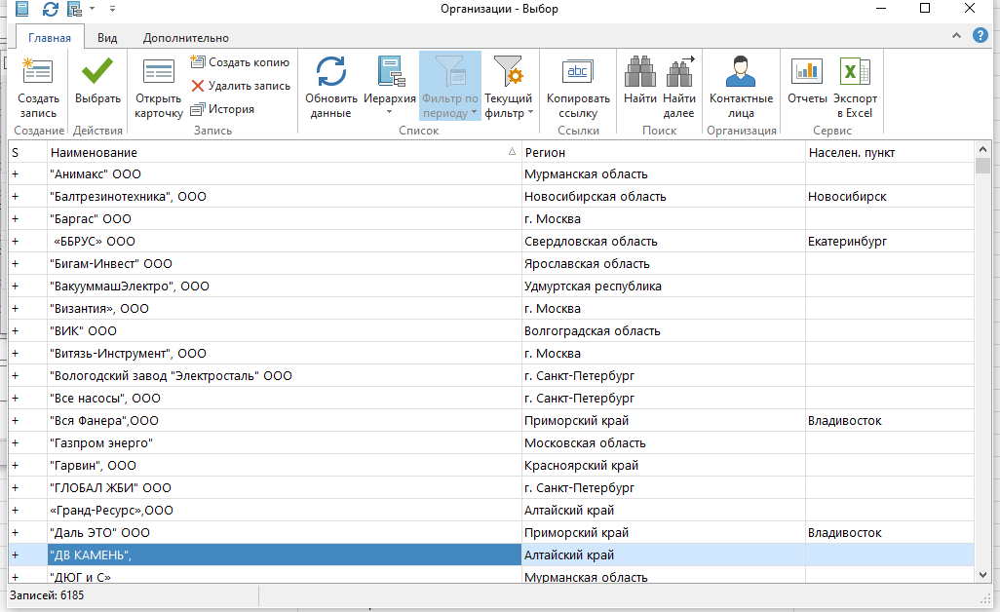 Организации - Выбор
Главная Вид Дополнительно
Создать запись
Создание
Выбрать
Действия
Открыть карточку
Создать копию
Удалить запись
История
Запись
Обновить данные
Иерархия
Фильтр по периоду
Текущий фильтр
Список
abc
Копировать ссылку
Ссылки
Найти
Найти далее
Поиск
Контактные лица
Организация
Отчеты
Экспорт в Excel
Сервис
S Наименование Регион Населен. пункт
+ "Анимакс" ООО Мурманская область
+ "Балтрезинотехника", ООО Новосибирская область Новосибирск
+ "Баргас" ООО г. Москва
+ «ББРУС» ООО Свердловская область Екатеринбург
+ "Бигам-Инвест" ООО Ярославская область
+ "ВакууммашЭлектро", ООО Удмуртская республика
+ "Византия», ООО г. Москва
+ "ВИК" ООО Волгоградская область
+ "Витязь-Инструмент", ООО г. Москва
+ "Вологодский завод "Электросталь" ООО г. Санкт-Петербург
+ "Все насосы", ООО г. Санкт-Петербург
+ "Вся Фанера",ООО Приморский край Владивосток
+ "Газпром энерго" Московская область
+ "Гарвин", ООО Красноярский край
+ "ГЛОБАЛ ЖБИ" ООО г. Санкт-Петербург
+ «Гранд-Ресурс»,ООО Алтайский край
+ "Даль ЭТО" ООО Приморский край Владивосток
+ "ДВ КАМЕНЬ", Алтайский край
+ "ДЮГ и С» Мурманская область
Записей: 6185